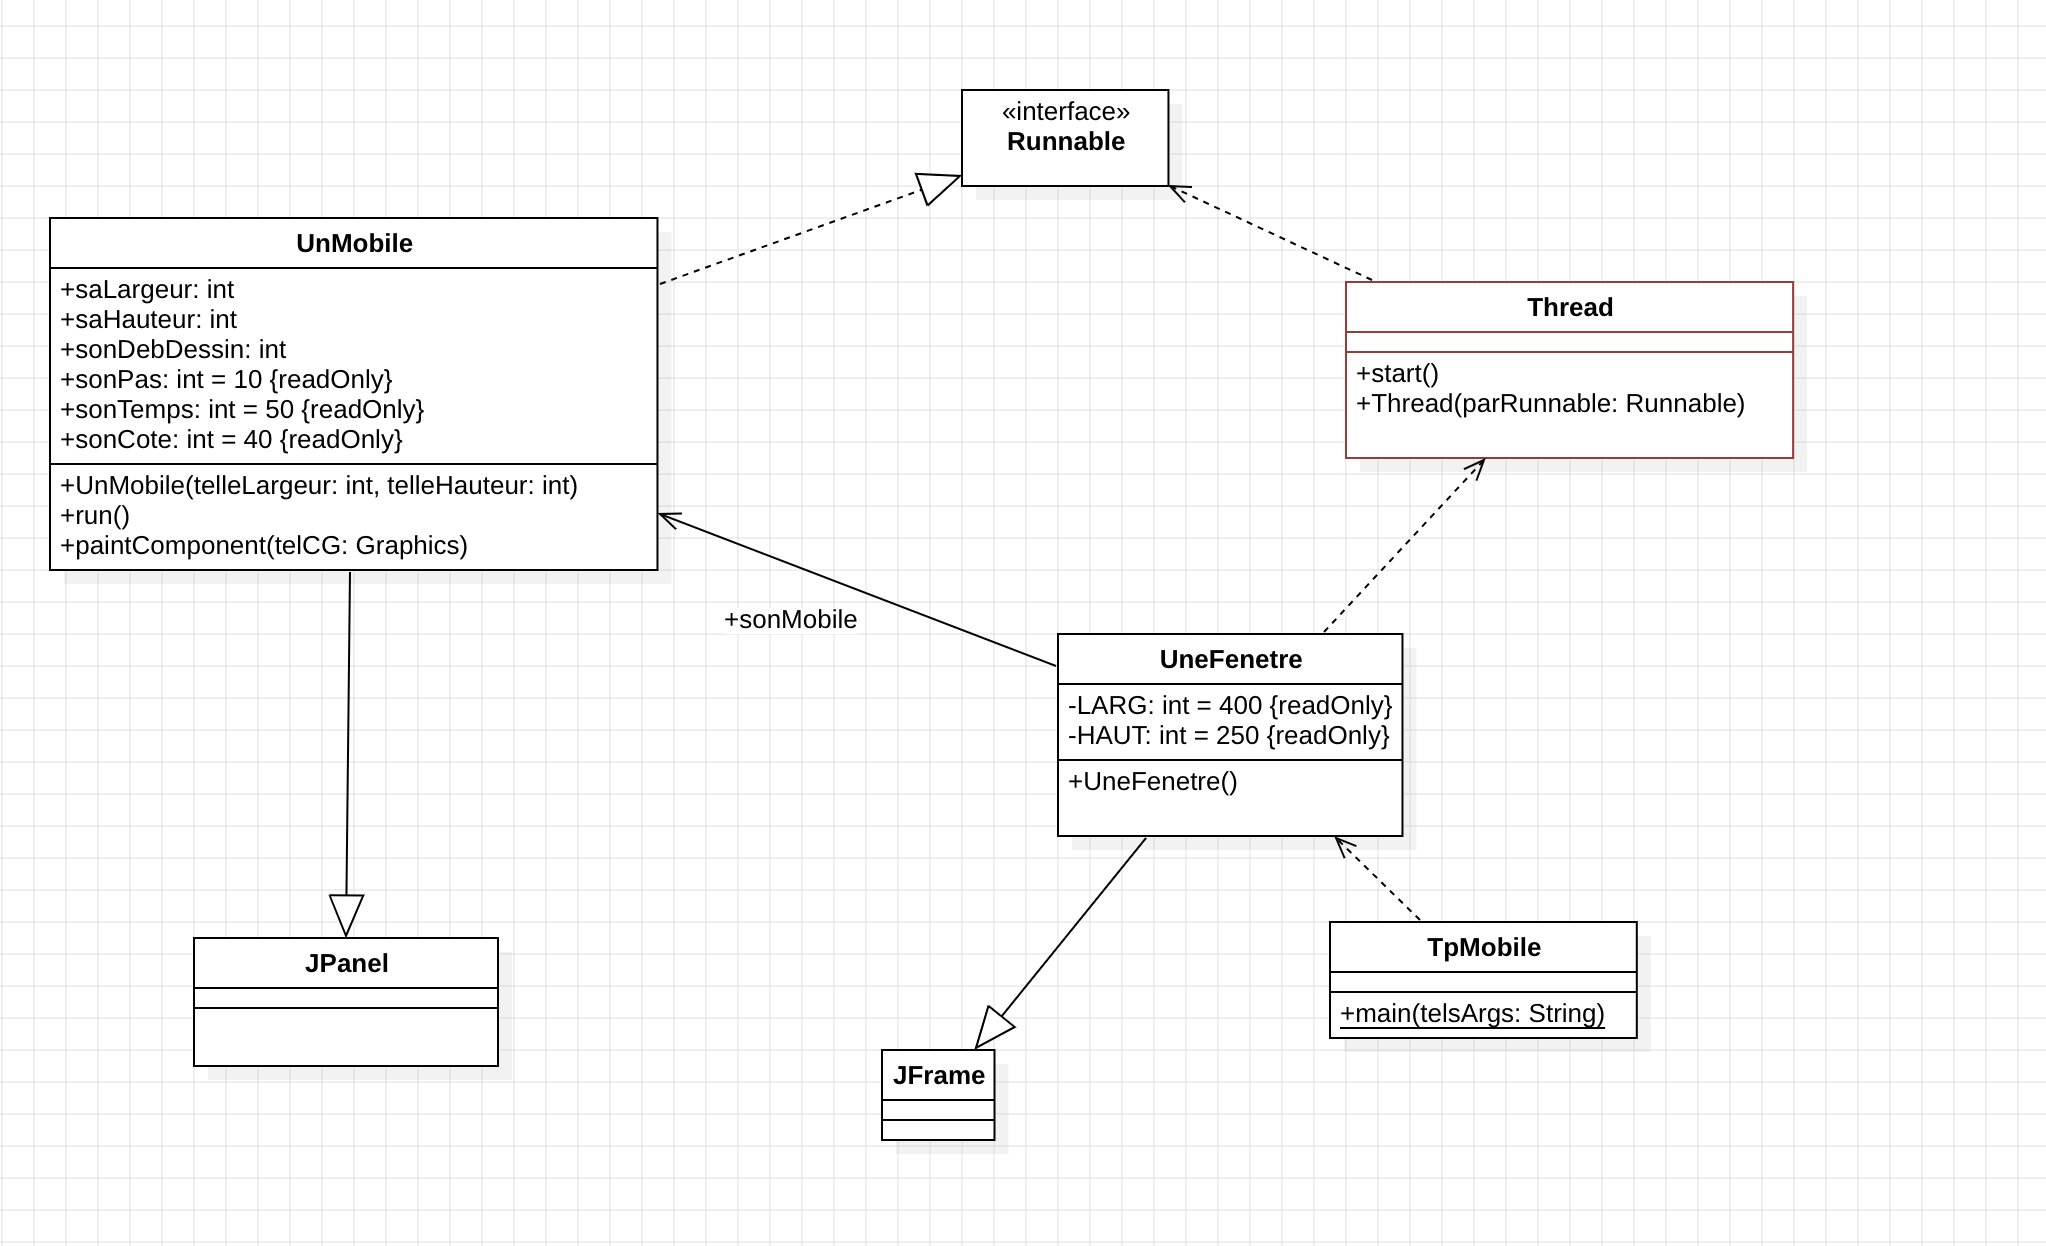 «interface»
Runnable
UnMobile
+saLargeur: int
+saHauteur: int
+sonDebDessin: int
+sonPas: int = 10 {readOnly}
+sonTemps: int = 50 {readOnly}
+sonCote: int = 40 {readOnly}
+UnMobile(telleLargeur: int, telleHauteur: int)
+run()
+paintComponent(telCG: Graphics)
Thread
+start()
+Thread(parRunnable: Runnable)
+sonMobile
UneFenetre
-LARG: int = 400 {readOnly}
-HAUT: int = 250 {readOnly}
+UneFenetre()
JPanel
TpMobile
+main(telsArgs: String)
JFrame